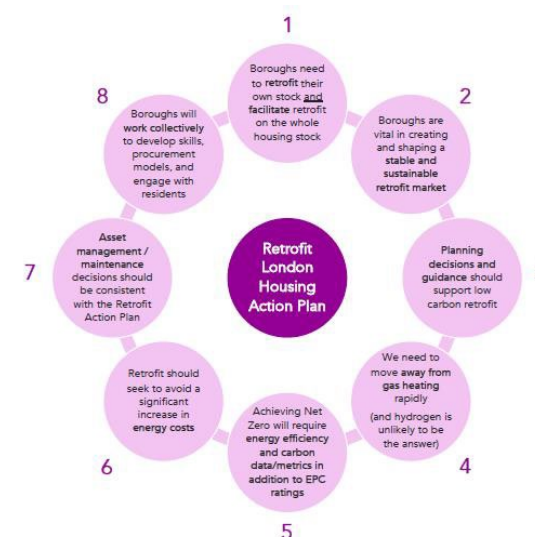 1
Boroughs need
to retrofit their
own stock and
facilitate retrofit
on the whole
housing stock
2
Boroughs are
vital in creating
and shaping a
stable and
sustainable
retrofit market
Planning
decisions and
guidance should
support low
carbon retrofit
We need to
move away from
gas heating
rapidly
(and hydrogen is
unlikely to be
the answer)
4
Achieving Net
Zero will require
energy efficiency
and carbon
data/metrics in
addition to EPC
ratings
5
Retrofit should
seek to avoid a
significant
increase in
energy costs
6
7
Asset
management /
maintenance
decisions should
be consistent
with the Retrofit
Action Plan
8
Boroughs will
work collectively
to develop skills,
procurement
models, and
engage with
residents
Retrofit
London
Housing
Action Plan